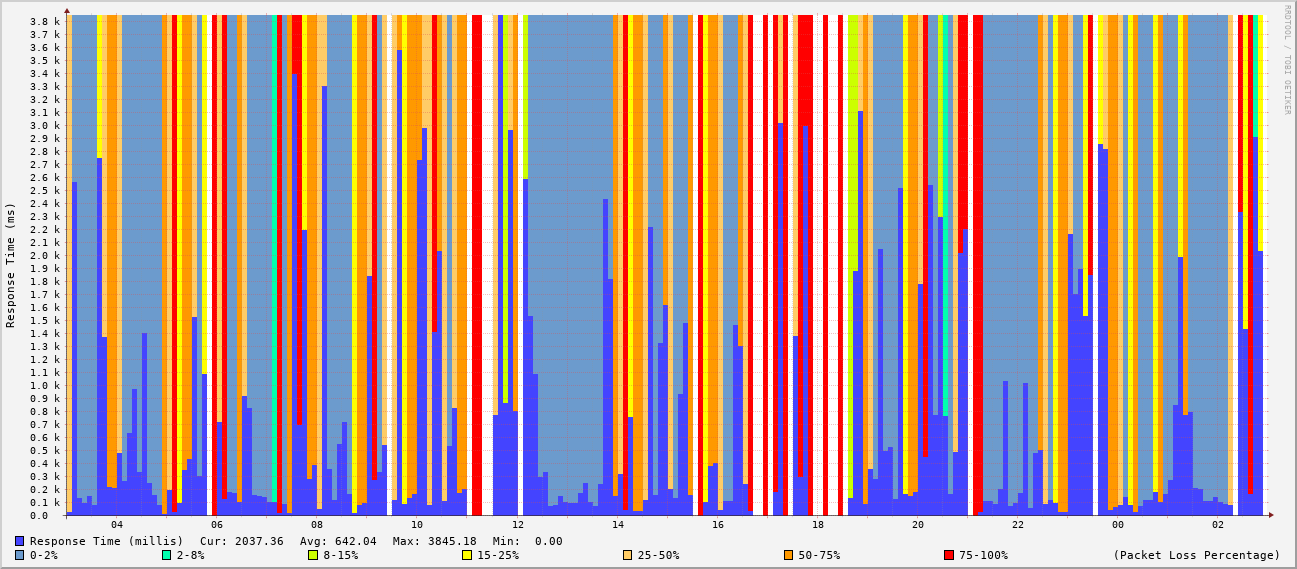 RRDTOOL / TOBI OETIKER
Response Time (ms)
3.8 k
3.7 k
3.6 k
3.5 k
3.4 k
3.3 k
3.2 k
3.1 k
3.0 k
2.9 k
2.8 k
2.7 k
2.6 k
2.5 k
2.4 k
2.3 k
2.2 k
2.1 k
2.0 k
1.9 k
1.8 k
1.7 k
1.6 k
1.5 k
1.4 k
1.3 k
1.2 k
1.1 k
1.0 k
0.9 k
0.8 k
0.7 k
0.6 k
0.5 k
0.4 k
0.3 k
0.2 k
0.1 k
0.0
04 06 08 10 12 14 16 18 20 22 00 02
Response Time (millis) Cur: 2037.36 Avg: 642.04 Max: 3845.18 Min: 0.00
0-2% 2-8% 8-15% 15-25% 25-50% 50-75% 75-100% (Packet Loss Percentage)